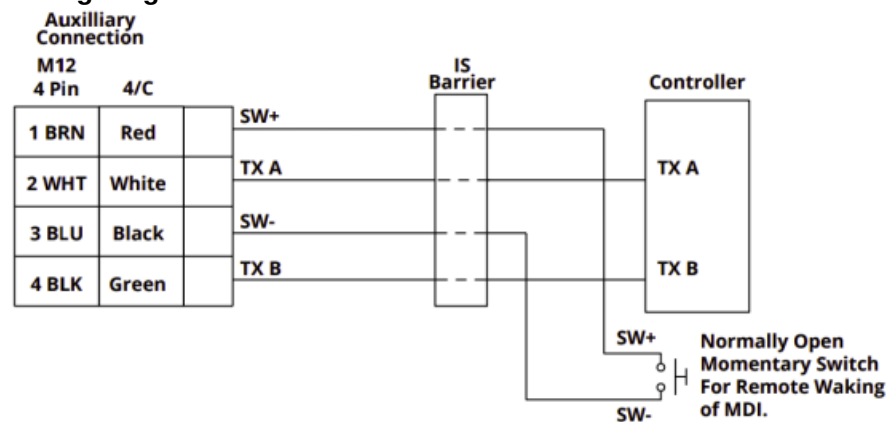 Auxilliary
Connection
M12
4 Pin 4/C
IS
Barrier
Controller
1 BRN Red SW+
2 WHT White TX A TX A
3 BLU Black SW-
4 BLK Green TX B TX B
SW+
SW-
Normally Open
Momentary Switch
For Remote Waking
of MDI.